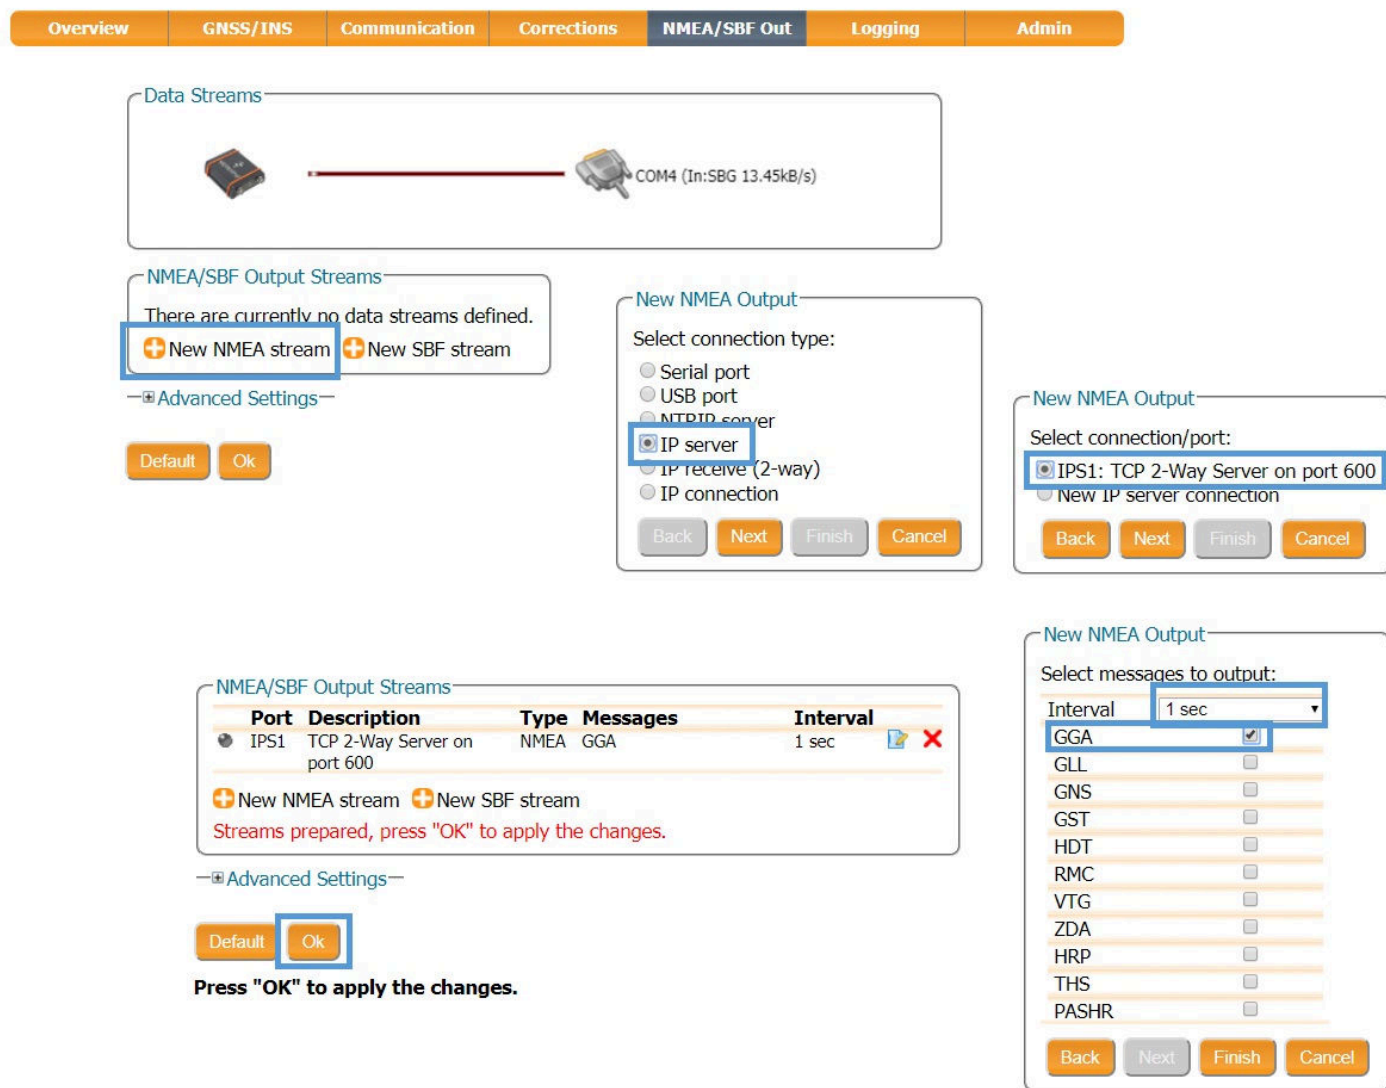 Overview GNSS/INS Communication Corrections NMEA/SBF Out Logging Admin
Data Streams
COM4 (In:SBG 13.45kB/s)
NMEA/SBF Output Streams
There are currently no data streams defined.
New NMEA stream New SBF stream
Advanced Settings
Default Ok
New NMEA Output
Select connection type:
Serial port
USB port
NTRIP server
IP server
IP receive (2-way)
IP connection
Back Next Finish Cancel
New NMEA Output
Select connection/port:
IPS1: TCP 2-Way Server on port 600
New IP server connection
Back Next Finish Cancel
NMEA/SBF Output Streams
Port Description Type Messages Interval
IPS1 TCP 2-Way Server on NMEA GGA 1 sec
port 600
New NMEA stream New SBF stream
Streams prepared, press "OK" to apply the changes.
Advanced Settings
Default Ok
Press "OK" to apply the changes.
New NMEA Output
Select messages to output:
Interval 1 sec
GGA
GLL
GNS
GST
HDT
RMC
VTG
ZDA
HRP
THS
PASHR
Back Next Finish Cancel